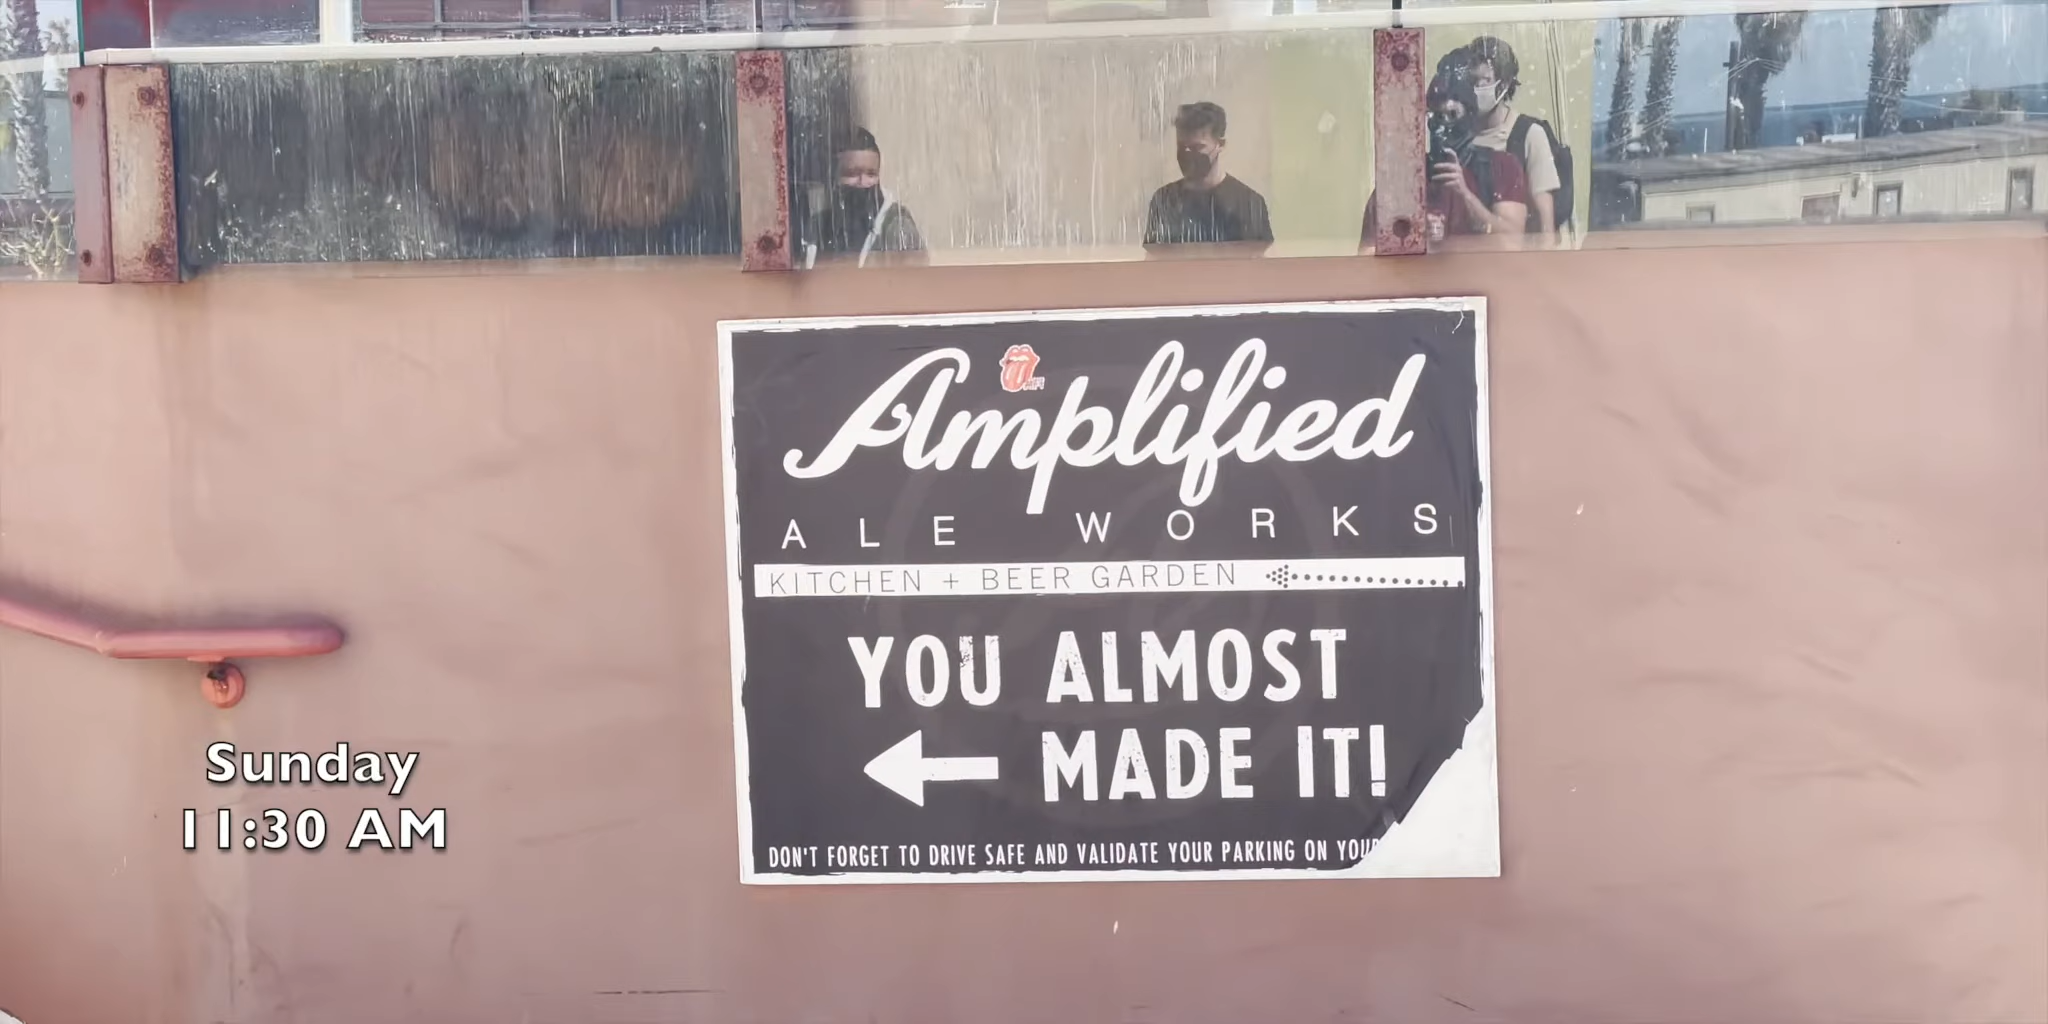 Amplified
ALE WORKS
KITCHEN + BEER GARDEN
YOU ALMOST
MADE IT!
DON'T FORGET TO DRIVE SAFE AND VALIDATE YOUR PARKING ON YOUR
Sunday
11:30 AM